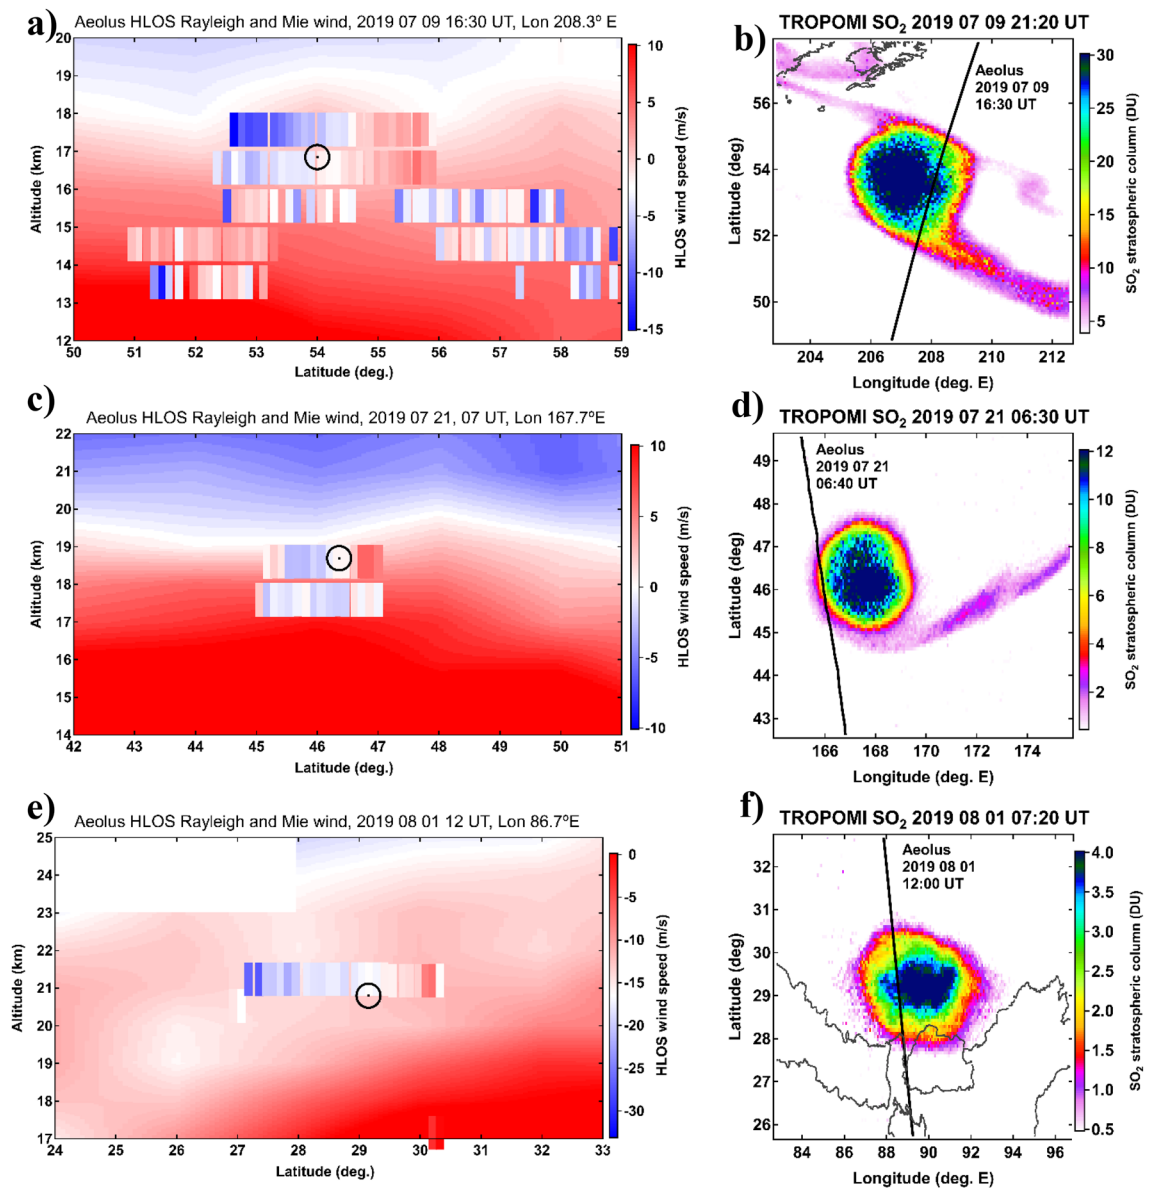 a)
Aeolus HLOS Rayleigh and Mie wind, 2019 07 09 16:30 UT, Lon 208.3º E
20
19
18
17
16
15
14
13
12
Altitude (km)
50 51 52 53 54 55 56 57 58 59
Latitude (deg.)
10
5
0
-5
-10
-15
HLOS wind speed (m/s)
b)
TROPOMI SO₂ 2019 07 09 21:20 UT
Aeolus
2019 07 09
16:30 UT
56
54
52
50
Latitude (deg)
204 206 208 210 212
Longitude (deg. E)
30
25
20
15
10
5
SO₂ stratospheric column (DU)
c)
Aeolus HLOS Rayleigh and Mie wind, 2019 07 21, 07 UT, Lon 167.7ºE
22
21
20
19
18
17
16
15
14
Altitude (km)
42 43 44 45 46 47 48 49 50 51
Latitude (deg.)
10
5
0
-5
-10
HLOS wind speed (m/s)
d)
TROPOMI SO₂ 2019 07 21 06:30 UT
Aeolus
2019 07 21
06:40 UT
49
48
47
46
45
44
43
Latitude (deg)
166 168 170 172 174
Longitude (deg. E)
12
10
8
6
4
2
SO₂ stratospheric column (DU)
e)
Aeolus HLOS Rayleigh and Mie wind, 2019 08 01 12 UT, Lon 86.7ºE
25
24
23
22
21
20
19
18
17
Altitude (km)
24 25 26 27 28 29 30 31 32 33
Latitude (deg.)
0
-5
-10
-15
-20
-25
-30
HLOS wind speed (m/s)
f)
TROPOMI SO₂ 2019 08 01 07:20 UT
Aeolus
2019 08 01
12:00 UT
32
31
30
29
28
27
26
Latitude (deg)
84 86 88 90 92 94 96
Longitude (deg. E)
4.0
3.5
3.0
2.5
2.0
1.5
1.0
0.5
SO₂ stratospheric column (DU)